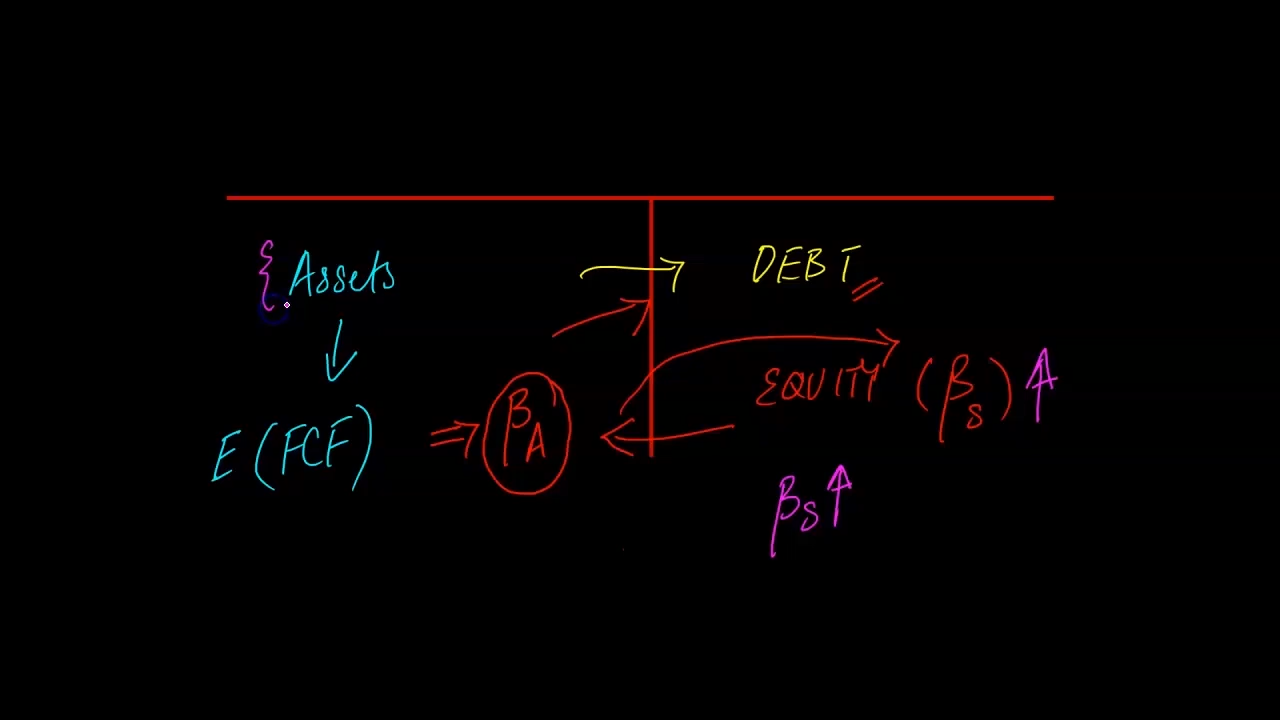 { Assets
E (FCF) ⇒ βA
→ DEBT
EQUITY (βs) ↑
βs ↑